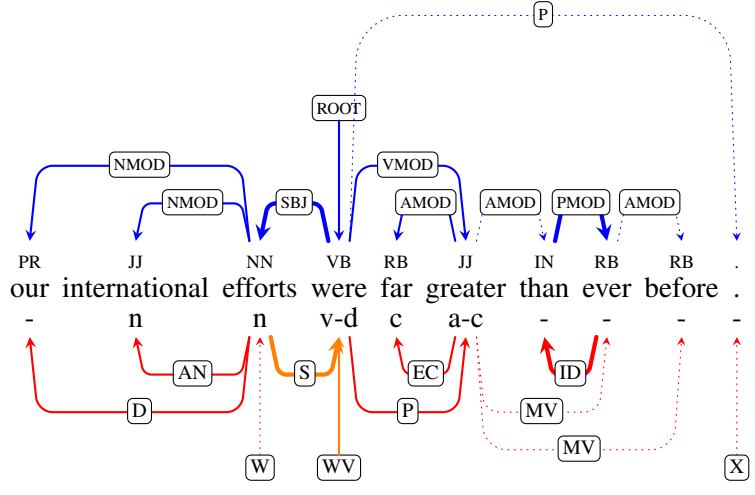 P
ROOT
NMOD VMOD
NMOD SBJ AMOD AMOD PMOD AMOD
PR JJ NN VB RB JJ IN RB RB .
our international efforts were far greater than ever before .
- n n v-d c a-c - - - -
AN S EC ID
D P MV
MV
W WV X